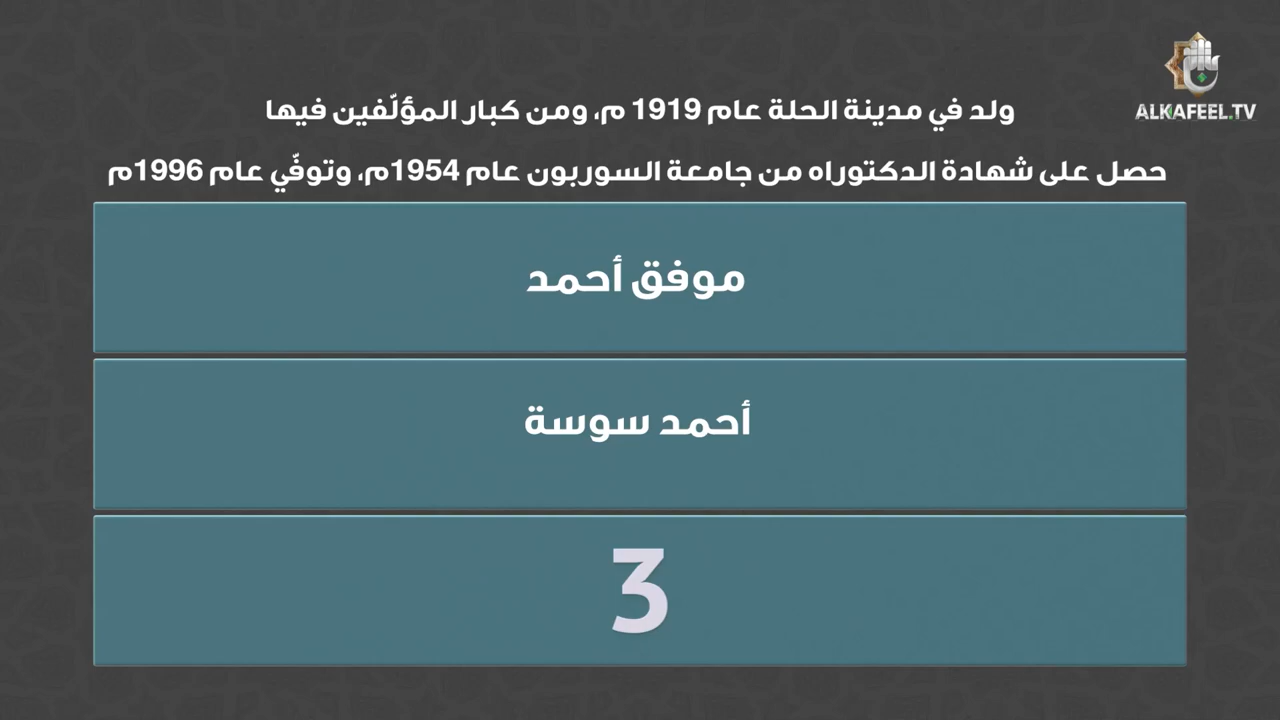 ALKAFEEL.TV
ولد في مدينة الحلة عام 1919 م، ومن كبار المؤلّفين فيها
حصل على شهادة الدكتوراه من جامعة السوربون عام 1954م، وتوفّي عام 1996م
موفق أحمد
أحمد سوسة
3